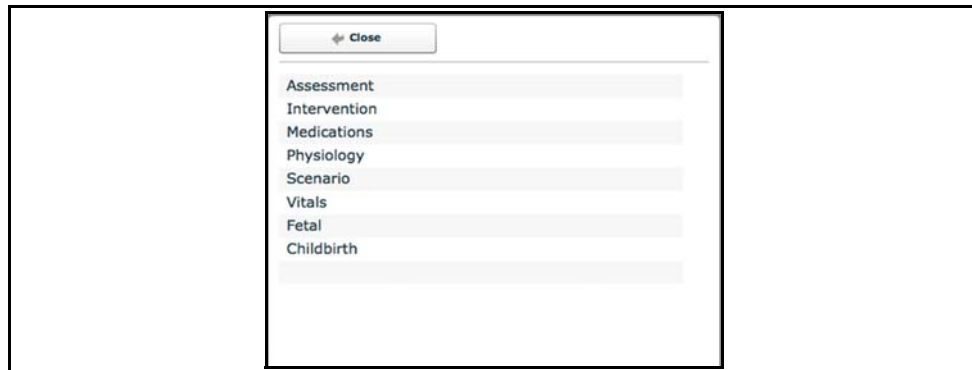 Close
Assessment
Intervention
Medications
Physiology
Scenario
Vitals
Fetal
Childbirth